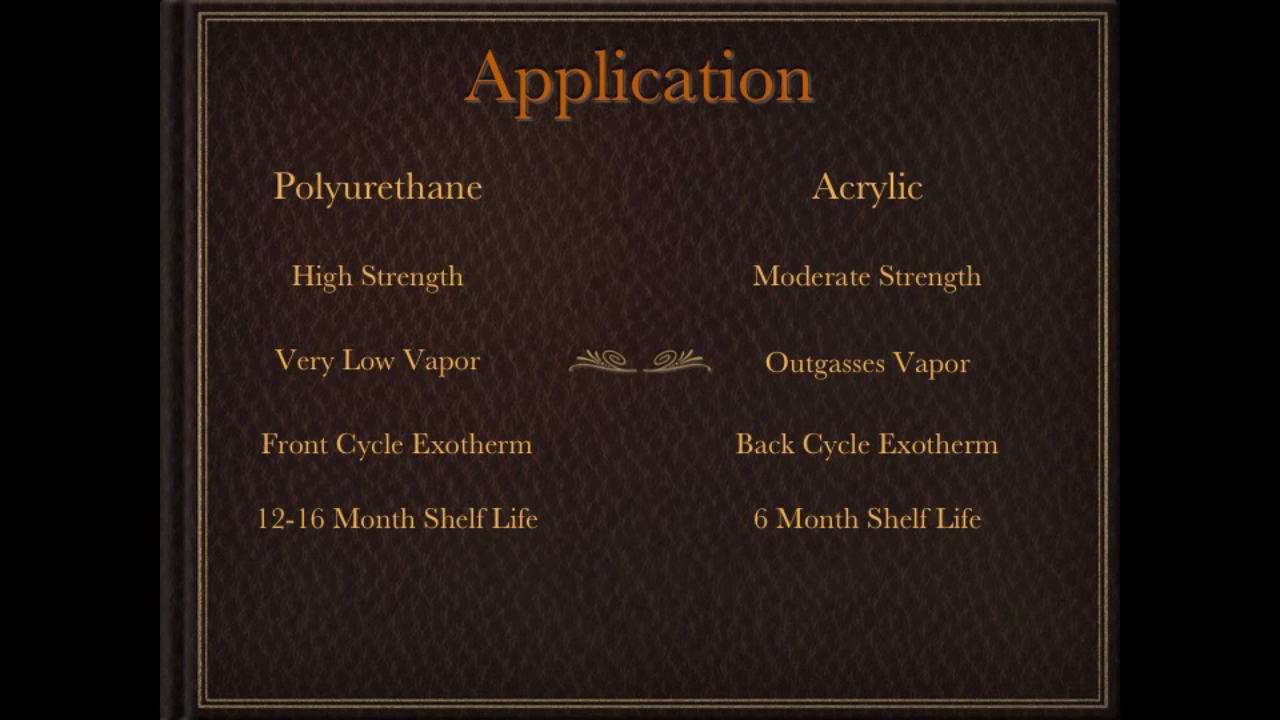 Application
Polyurethane
High Strength
Very Low Vapor
Front Cycle Exotherm
12-16 Month Shelf Life
Acrylic
Moderate Strength
Outgasses Vapor
Back Cycle Exotherm
6 Month Shelf Life